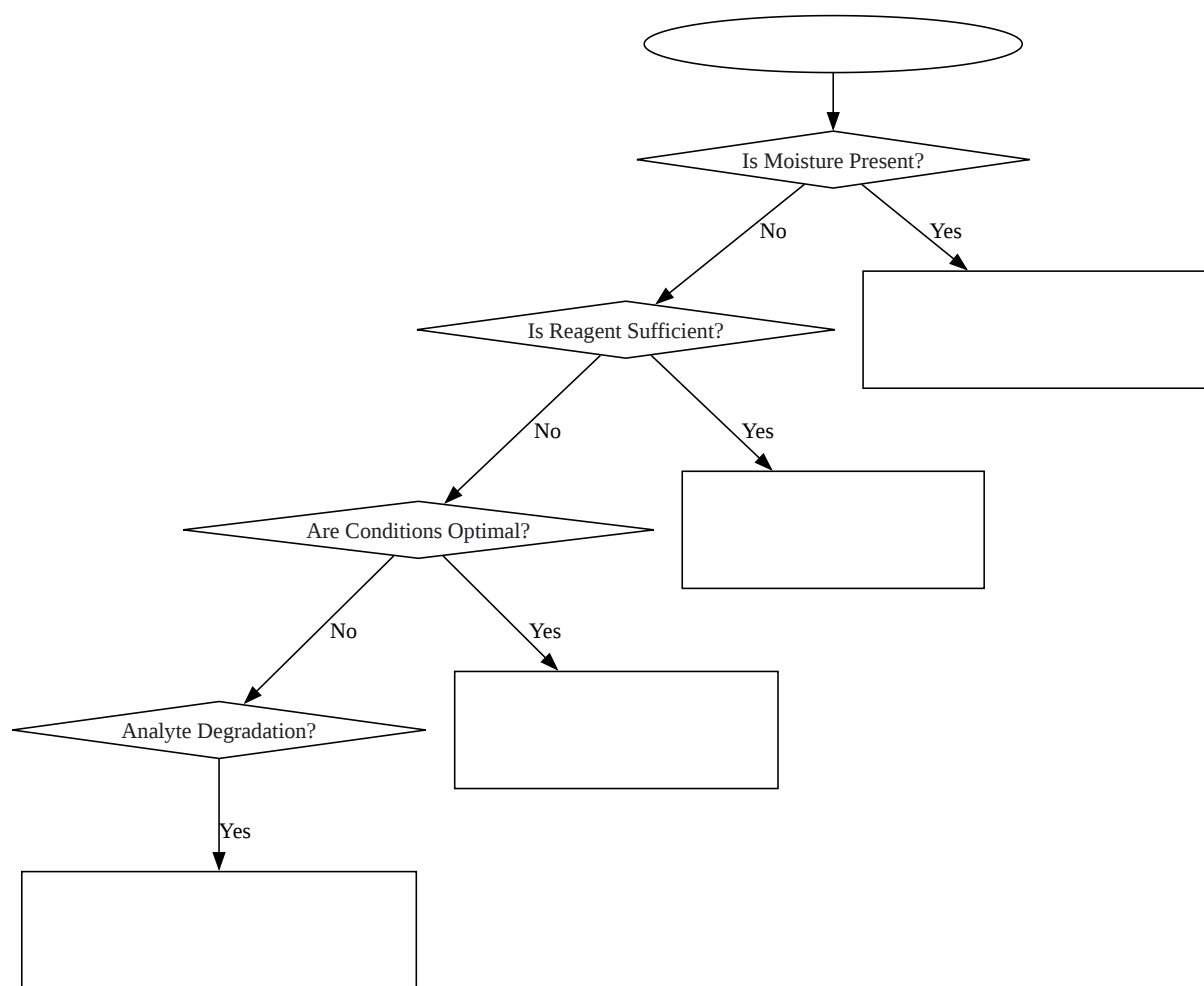 Is Moisture Present?
No
Yes
Is Reagent Sufficient?
No
Yes
Are Conditions Optimal?
No
Yes
Analyte Degradation?
Yes